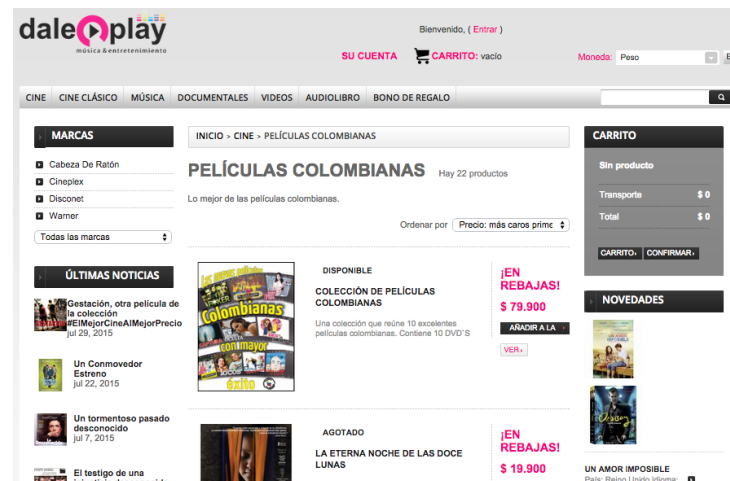 daleplay
música & entretenimiento
Bienvenido, ( Entrar )
SU CUENTA
CARRITO: vacío
Moneda: Peso
CINE
CINE CLÁSICO
MÚSICA
DOCUMENTALES
VIDEOS
AUDIOLIBRO
BONO DE REGALO
MARCAS
Cabeza De Ratón
Cineplex
Disconet
Warner
Todas las marcas
ÚLTIMAS NOTICIAS
Gestación, otra película de
la colección
#ElMejorCineAlMejorPrecio
jul 29, 2015
Un Conmovedor
Estreno
jul 22, 2015
Un tormentoso pasado
desconocido
jul 7, 2015
El testigo de una
INICIO > CINE > PELÍCULAS COLOMBIANAS
PELÍCULAS COLOMBIANAS
Hay 22 productos
Lo mejor de las películas colombianas.
Ordenar por
Precio: más caros prime
Colombianas
con mayor
éxito
DISPONIBLE
COLECCIÓN DE PELÍCULAS
COLOMBIANAS
Una colección que reúne 10 excelentes
películas colombianas. Contiene 10 DVD`S
¡EN
REBAJAS!
$ 79.900
AÑADIR A LA
VER
AGOTADO
LA ETERNA NOCHE DE LAS DOCE
LUNAS
¡EN
REBAJAS!
$ 19.900
CARRITO
Sin producto
Transporte $ 0
Total $ 0
CARRITO
CONFIRMAR
NOVEDADES
UN AMOR IMPOSIBLE
País: Reino Unido Idioma: